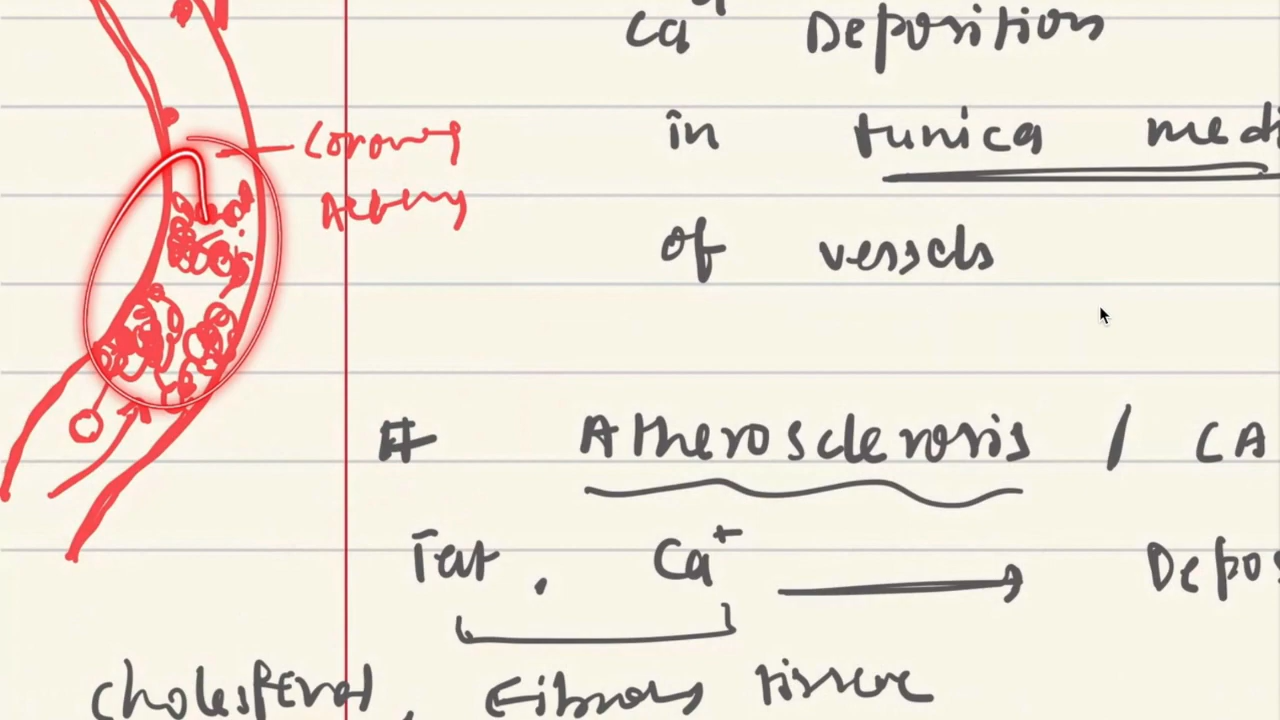 Ca Deposition
in tunica medi
of vessels
Coronary
Artery
# Atherosclerosis / CA
Fat, Ca+ → Depos
Cholesterol, Fibrous tissue